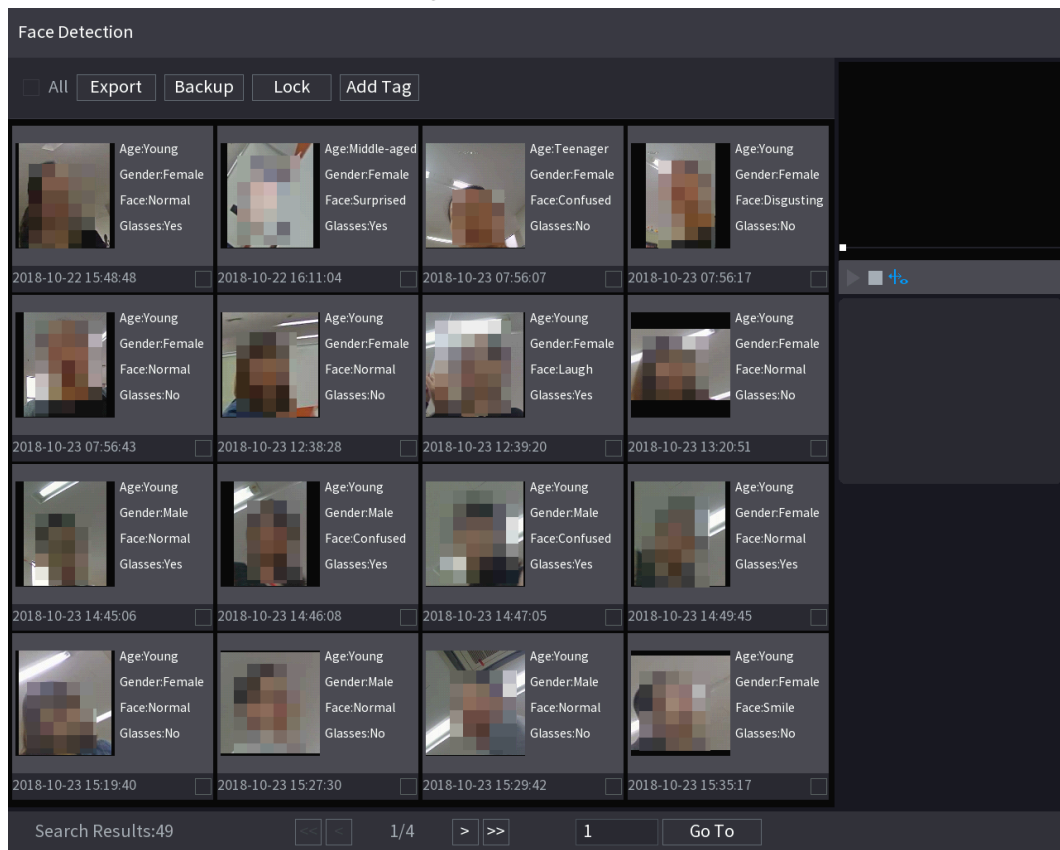 Face Detection
All Export Backup Lock Add Tag
Age:Young
Gender:Female
Face:Normal
Glasses:Yes
2018-10-22 15:48:48
Age:Middle-aged
Gender:Female
Face:Surprised
Glasses:Yes
2018-10-22 16:11:04
Age:Teenager
Gender:Female
Face:Confused
Glasses:No
2018-10-23 07:56:07
Age:Young
Gender:Female
Face:Disgusting
Glasses:No
2018-10-23 07:56:17
Age:Young
Gender:Female
Face:Normal
Glasses:No
2018-10-23 07:56:43
Age:Young
Gender:Female
Face:Normal
Glasses:No
2018-10-23 12:38:28
Age:Young
Gender:Female
Face:Laugh
Glasses:Yes
2018-10-23 12:39:20
Age:Young
Gender:Female
Face:Normal
Glasses:No
2018-10-23 13:20:51
Age:Young
Gender:Male
Face:Normal
Glasses:Yes
2018-10-23 14:45:06
Age:Young
Gender:Male
Face:Confused
Glasses:Yes
2018-10-23 14:46:08
Age:Young
Gender:Male
Face:Confused
Glasses:Yes
2018-10-23 14:47:05
Age:Young
Gender:Female
Face:Normal
Glasses:Yes
2018-10-23 14:49:45
Age:Young
Gender:Female
Face:Normal
Glasses:No
2018-10-23 15:19:40
Age:Young
Gender:Male
Face:Normal
Glasses:No
2018-10-23 15:27:30
Age:Young
Gender:Male
Face:Normal
Glasses:No
2018-10-23 15:29:42
Age:Young
Gender:Female
Face:Smile
Glasses:No
2018-10-23 15:35:17
Search Results:49 << < 1/4 > >> 1 Go To